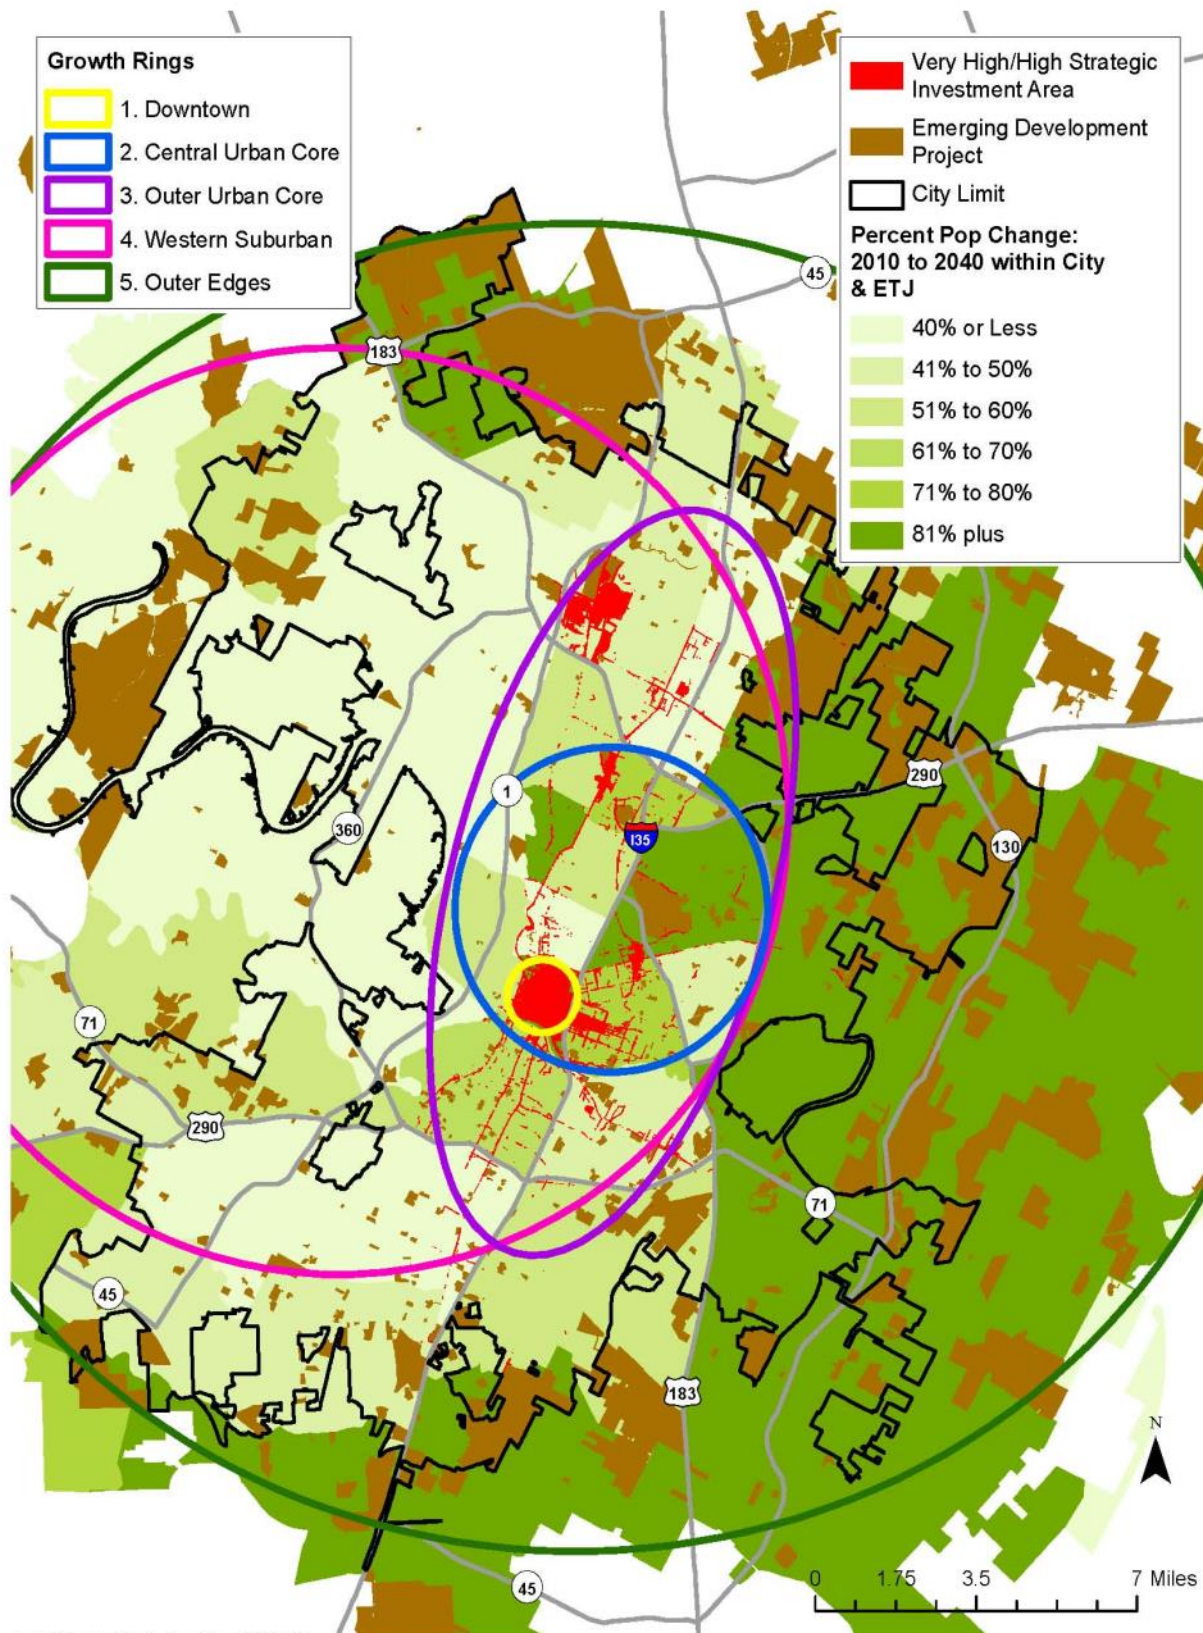 Growth Rings
1. Downtown
2. Central Urban Core
3. Outer Urban Core
4. Western Suburban
5. Outer Edges
Very High/High Strategic
Investment Area
Emerging Development
Project
City Limit
Percent Pop Change:
2010 to 2040 within City
& ETJ
40% or Less
41% to 50%
51% to 60%
61% to 70%
71% to 80%
81% plus
45
183
1
290
I35
360
130
71
290
71
45
183
N
45
0 1.75 3.5 7 Miles